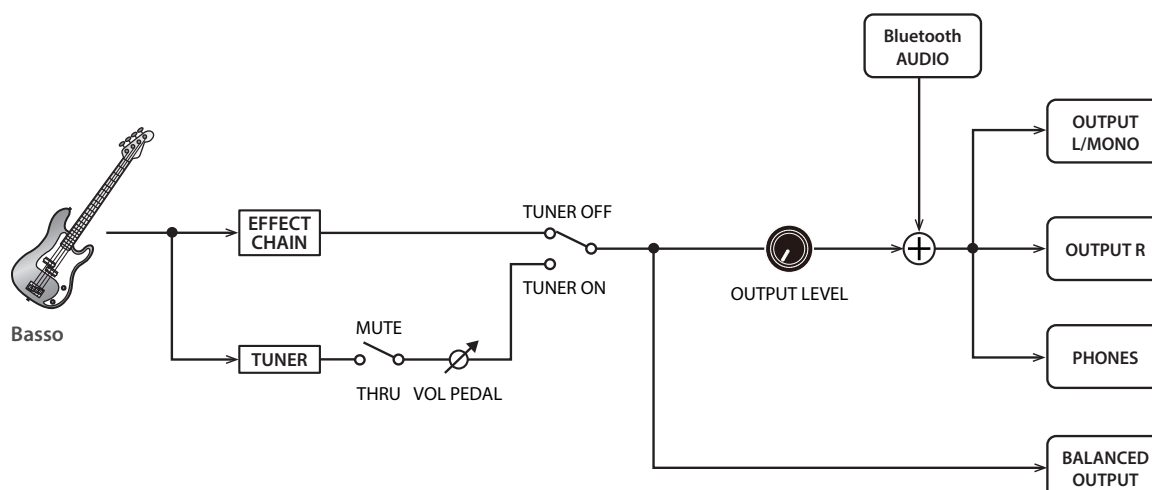 Bluetooth
AUDIO
OUTPUT
L/MONO
EFFECT
CHAIN
TUNER OFF
TUNER ON
OUTPUT LEVEL
OUTPUT R
Basso
TUNER
MUTE
THRU
VOL PEDAL
PHONES
BALANCED
OUTPUT